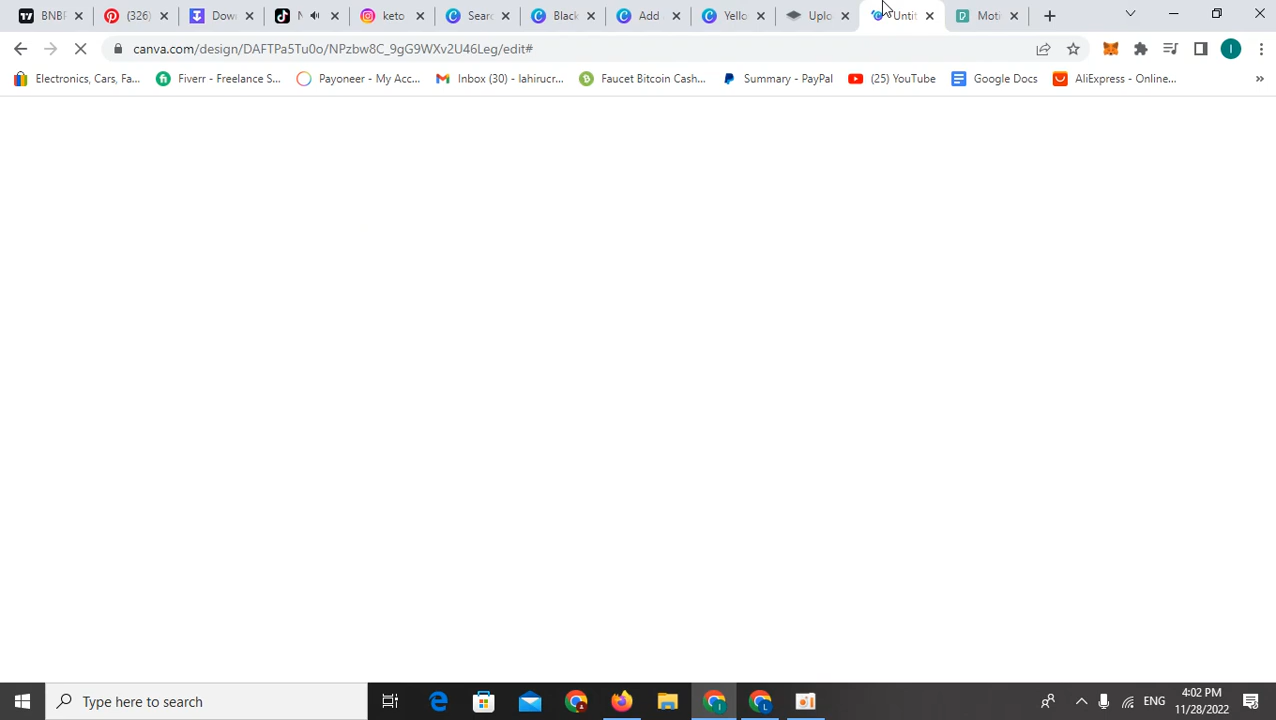 BNBF (326) Dow N keto Sear Black Add Yello Uplo Unti Moti
canva.com/design/DAFTPa5Tu0o/NPzbw8C_9gG9WXv2U46Leg/edit#
I
Electronics, Cars, Fa... Fiverr - Freelance S... Payoneer - My Acc... Inbox (30) - lahirucr... Faucet Bitcoin Cash... Summary - PayPal (25) YouTube Google Docs AliExpress - Online... »
Type here to search
ENG
4:02 PM
11/28/2022